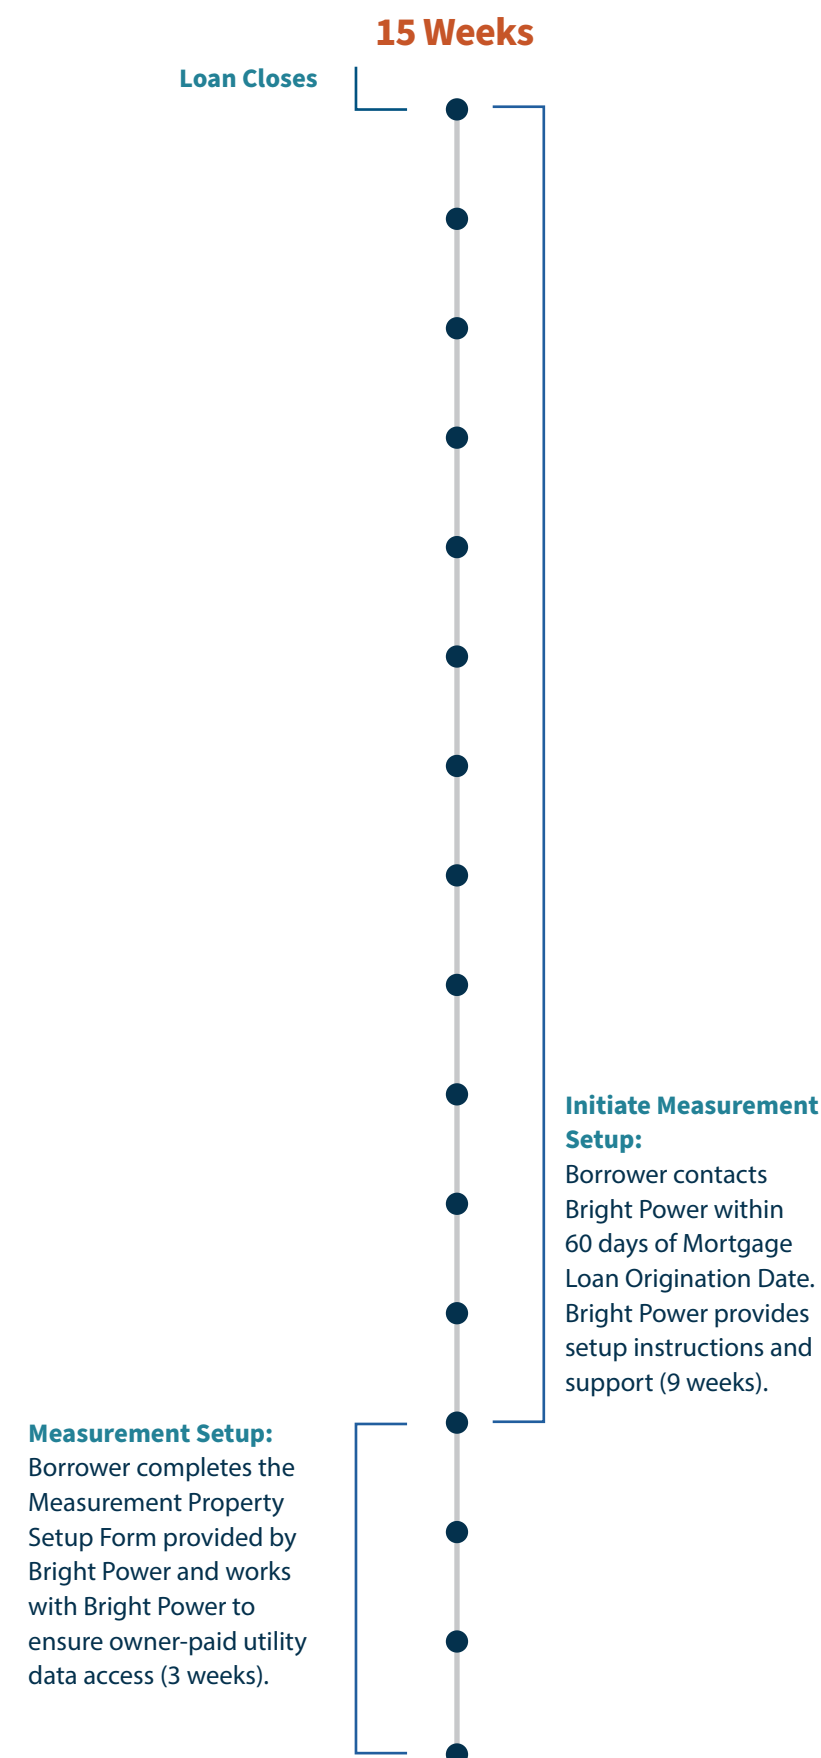 15 Weeks
Loan Closes
Initiate Measurement
Setup:
Borrower contacts
Bright Power within
60 days of Mortgage
Loan Origination Date.
Bright Power provides
setup instructions and
support (9 weeks).
Measurement Setup:
Borrower completes the
Measurement Property
Setup Form provided by
Bright Power and works
with Bright Power to
ensure owner-paid utility
data access (3 weeks).